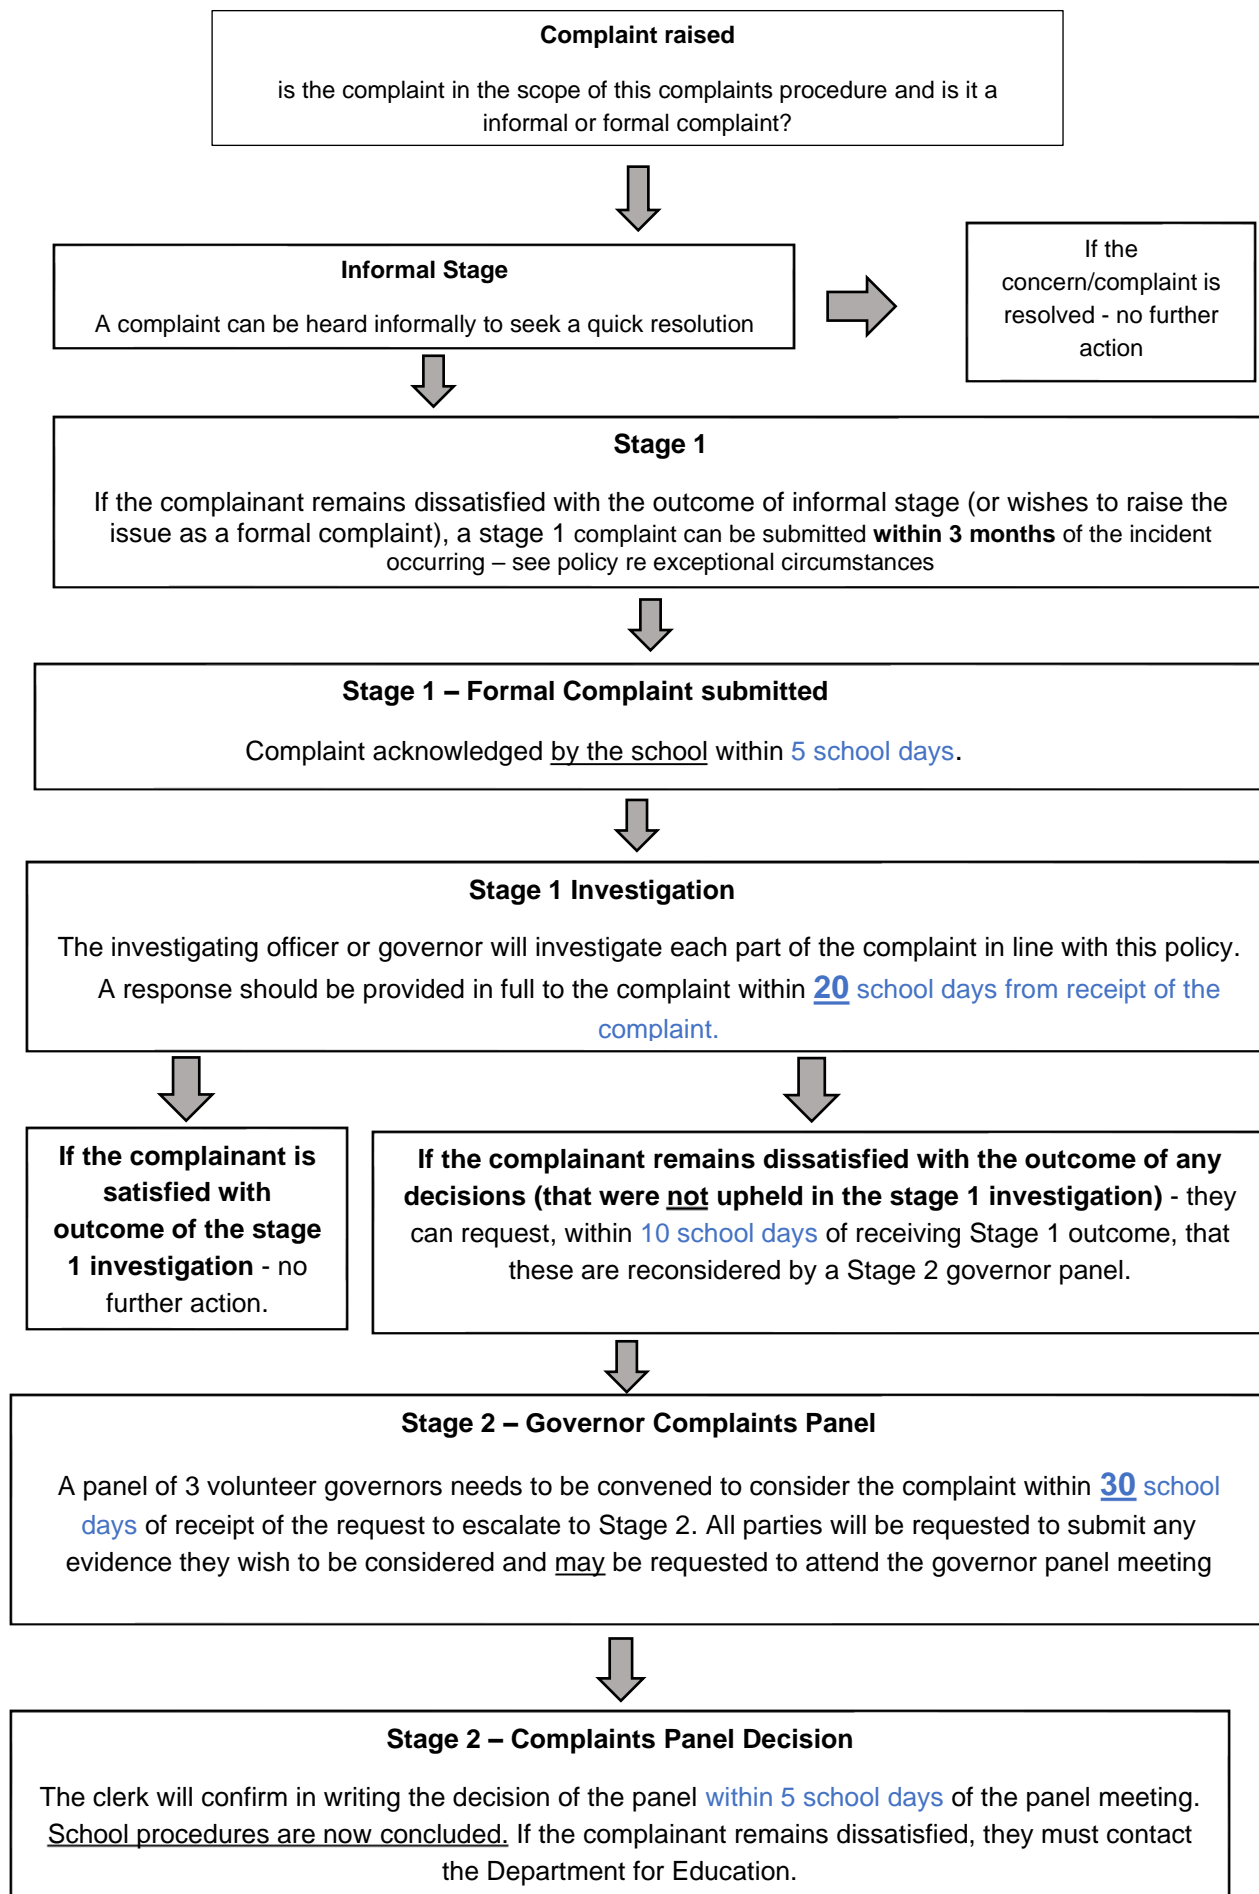 Complaint raised
is the complaint in the scope of this complaints procedure and is it a
informal or formal complaint?
Informal Stage
A complaint can be heard informally to seek a quick resolution
If the
concern/complaint is
resolved - no further
action
Stage 1
If the complainant remains dissatisfied with the outcome of informal stage (or wishes to raise the
issue as a formal complaint), a stage 1 complaint can be submitted within 3 months of the incident
occurring – see policy re exceptional circumstances
Stage 1 – Formal Complaint submitted
Complaint acknowledged by the school within 5 school days.
Stage 1 Investigation
The investigating officer or governor will investigate each part of the complaint in line with this policy.
A response should be provided in full to the complaint within 20 school days from receipt of the
complaint.
If the complainant is
satisfied with
outcome of the stage
1 investigation - no
further action.
If the complainant remains dissatisfied with the outcome of any
decisions (that were not upheld in the stage 1 investigation) - they
can request, within 10 school days of receiving Stage 1 outcome, that
these are reconsidered by a Stage 2 governor panel.
Stage 2 – Governor Complaints Panel
A panel of 3 volunteer governors needs to be convened to consider the complaint within 30 school
days of receipt of the request to escalate to Stage 2. All parties will be requested to submit any
evidence they wish to be considered and may be requested to attend the governor panel meeting
Stage 2 – Complaints Panel Decision
The clerk will confirm in writing the decision of the panel within 5 school days of the panel meeting.
School procedures are now concluded. If the complainant remains dissatisfied, they must contact
the Department for Education.